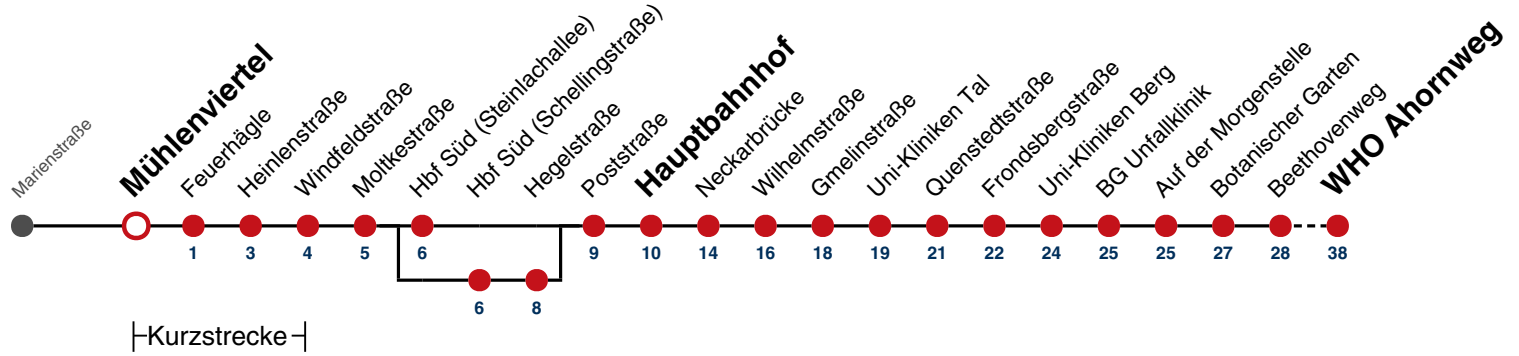 Marienstraße
Mühlenviertel
Feuerhägle
Heinlenstraße
Windfeldstraße
Moltkestraße
Hbf Süd (Steinlachallee)
Hbf Süd (Schellingstraße)
Hegelstraße
Poststraße
Hauptbahnhof
Neckarbrücke
Wilhelmstraße
Gmelinstraße
Uni-Kliniken Tal
Quenstedtstraße
Frondsbergstraße
Uni-Kliniken Berg
BG Unfallklinik
Auf der Morgenstelle
Botanischer Garten
Beethovenweg
WHO Ahornweg
1 3 4 5 6 9 10 14 16 18 19 21 22 24 25 25 27 28 38
6 8
Kurzstrecke